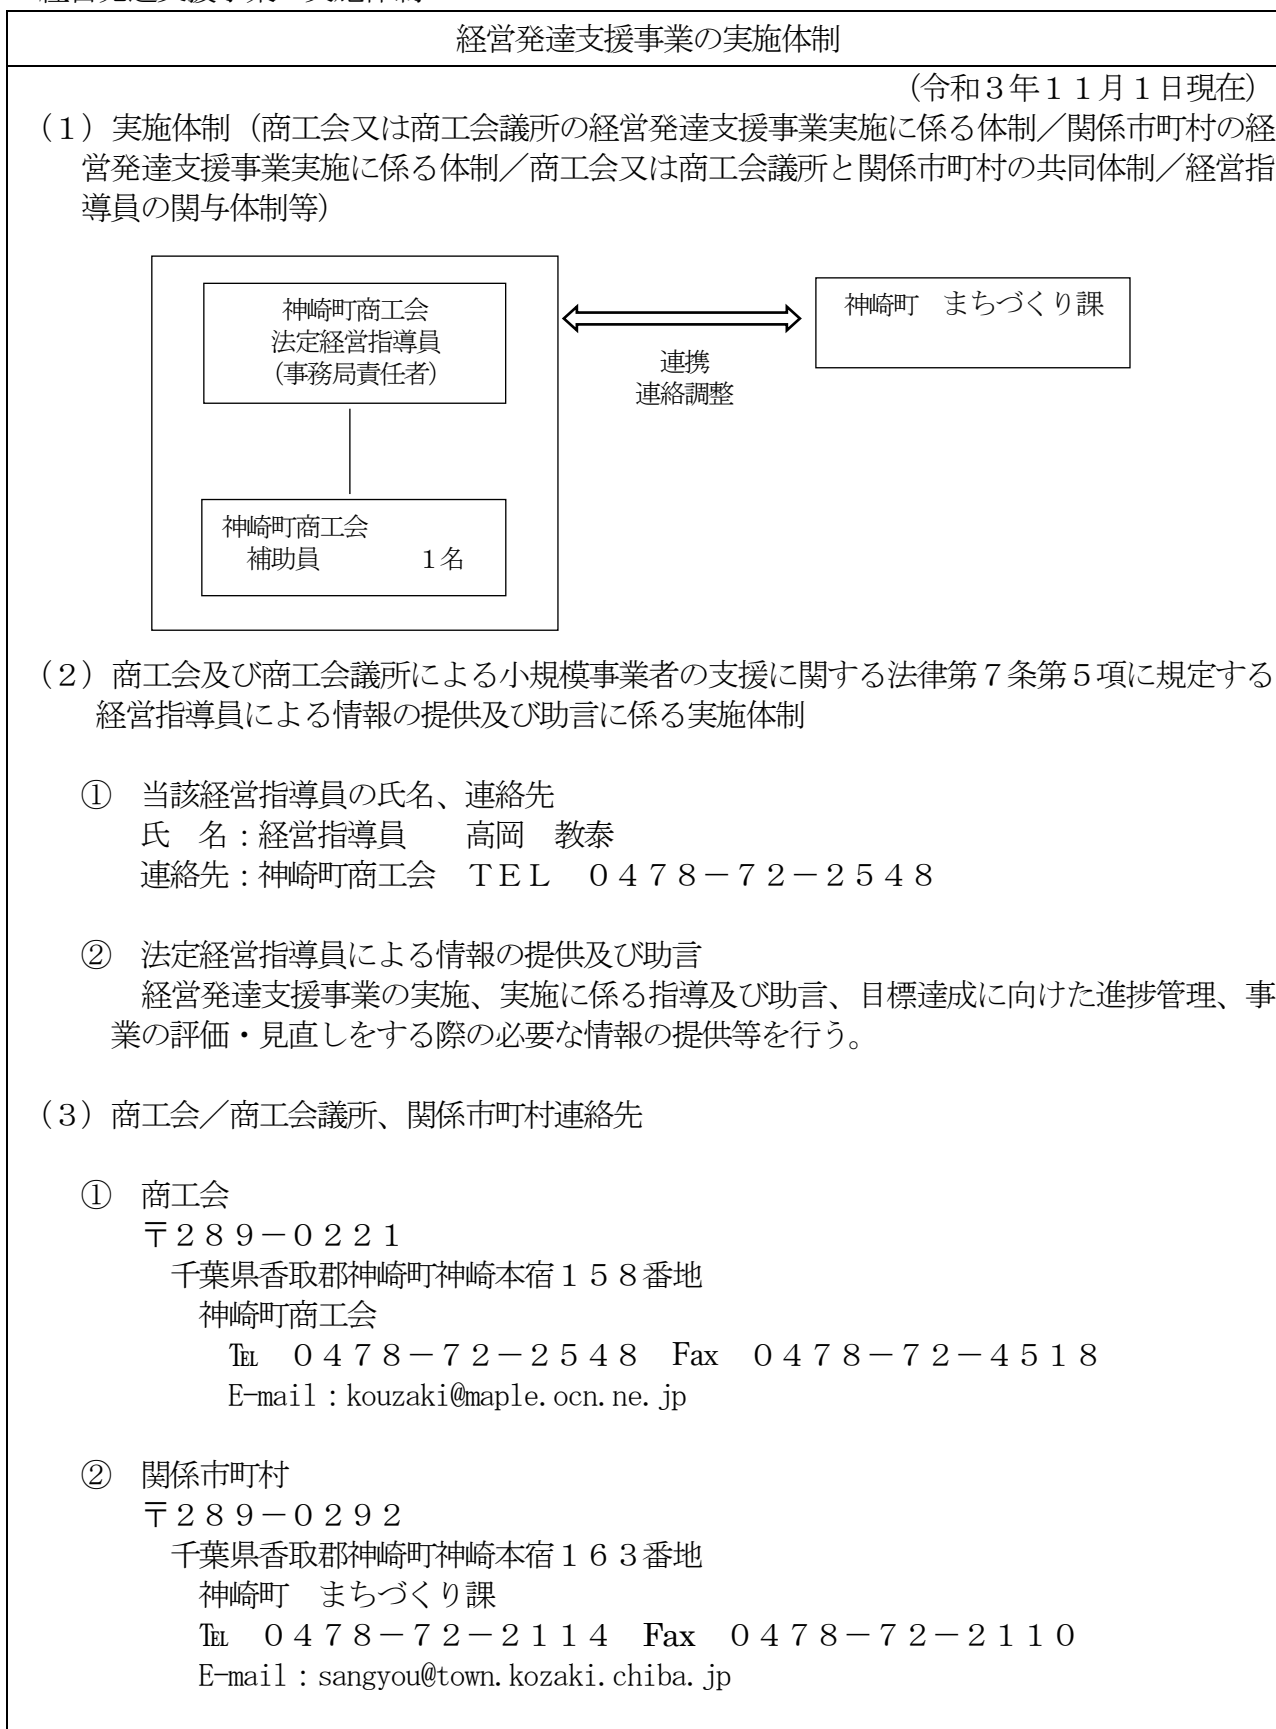 経営発達支援事業の実施体制
（令和３年１１月１日現在）
（１）実施体制（商工会又は商工会議所の経営発達支援事業実施に係る体制／関係市町村の経
営発達支援事業実施に係る体制／商工会又は商工会議所と関係市町村の共同体制／経営指
導員の関与体制等）
神崎町商工会
法定経営指導員
（事務局責任者）
連携
連絡調整
神崎町　まちづくり課
神崎町商工会
補助員　　　　１名
（２）商工会及び商工会議所による小規模事業者の支援に関する法律第７条第５項に規定する
経営指導員による情報の提供及び助言に係る実施体制
①　当該経営指導員の氏名、連絡先
氏　名：経営指導員　　高岡　教泰
連絡先：神崎町商工会　ＴＥＬ　０４７８－７２－２５４８
②　法定経営指導員による情報の提供及び助言
経営発達支援事業の実施、実施に係る指導及び助言、目標達成に向けた進捗管理、事
業の評価・見直しをする際の必要な情報の提供等を行う。
（３）商工会／商工会議所、関係市町村連絡先
①　商工会
〒２８９－０２２１
千葉県香取郡神崎町神崎本宿１５８番地
神崎町商工会
℡　０４７８－７２－２５４８　Fax　０４７８－７２－４５１８
E-mail：kouzaki@maple.ocn.ne.jp
②　関係市町村
〒２８９－０２９２
千葉県香取郡神崎町神崎本宿１６３番地
神崎町　まちづくり課
℡　０４７８－７２－２１１４　Fax　０４７８－７２－２１１０
E-mail：sangyou@town.kozaki.chiba.jp